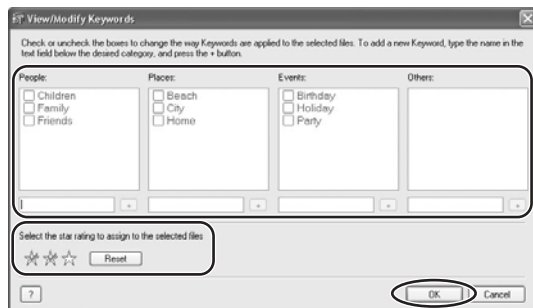 View/Modify Keywords
Check or uncheck the boxes to change the way Keywords are applied to the selected files. To add a new Keyword, type the name in the
text field below the desired category, and press the + button.
People: Places: Events: Others:
Children Beach Birthday
Family City Holiday
Friends Home Party
+ + + +
Select the star rating to assign to the selected files
Reset
? OK Cancel